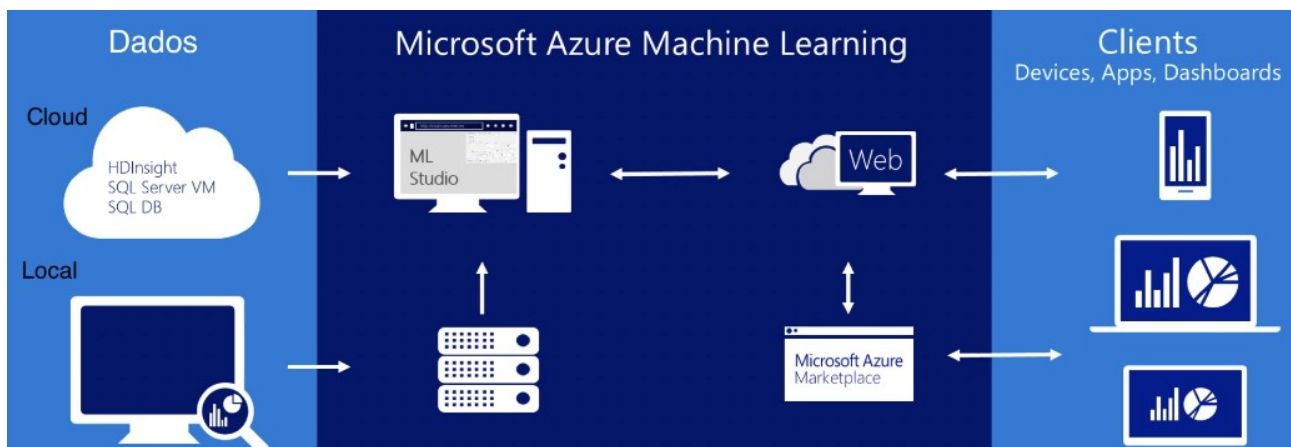 Dados
Microsoft Azure Machine Learning
Clients
Devices, Apps, Dashboards
Cloud
HDInsight
SQL Server VM
SQL DB
ML
Studio
Web
Local
Microsoft Azure
Marketplace